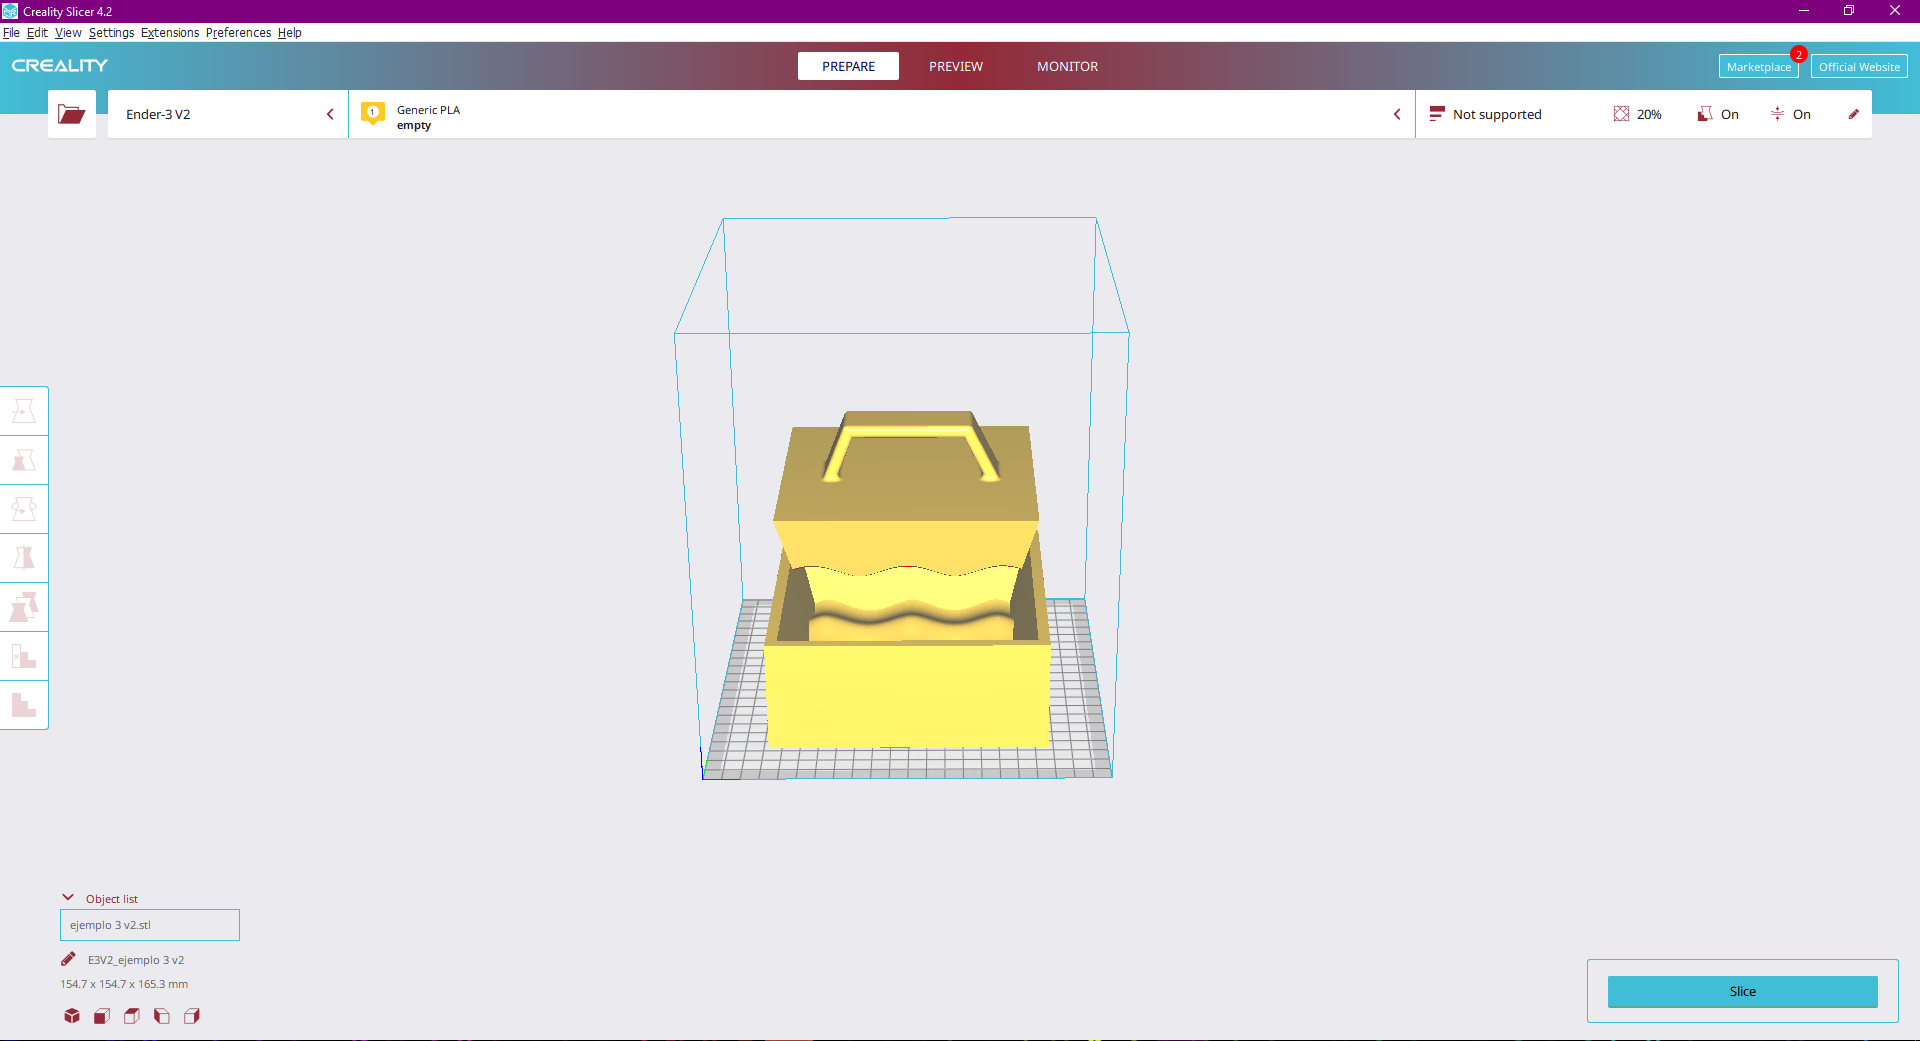 Creality Slicer 4.2
File Edit View Settings Extensions Preferences Help
CREALITY
PREPARE PREVIEW MONITOR
Marketplace 2 Official Website
Ender-3 V2
1 Generic PLA
empty
Not supported 20% On On
Object list
ejemplo 3 v2.stl
E3V2_ejemplo 3 v2
154.7 x 154.7 x 165.3 mm
Slice